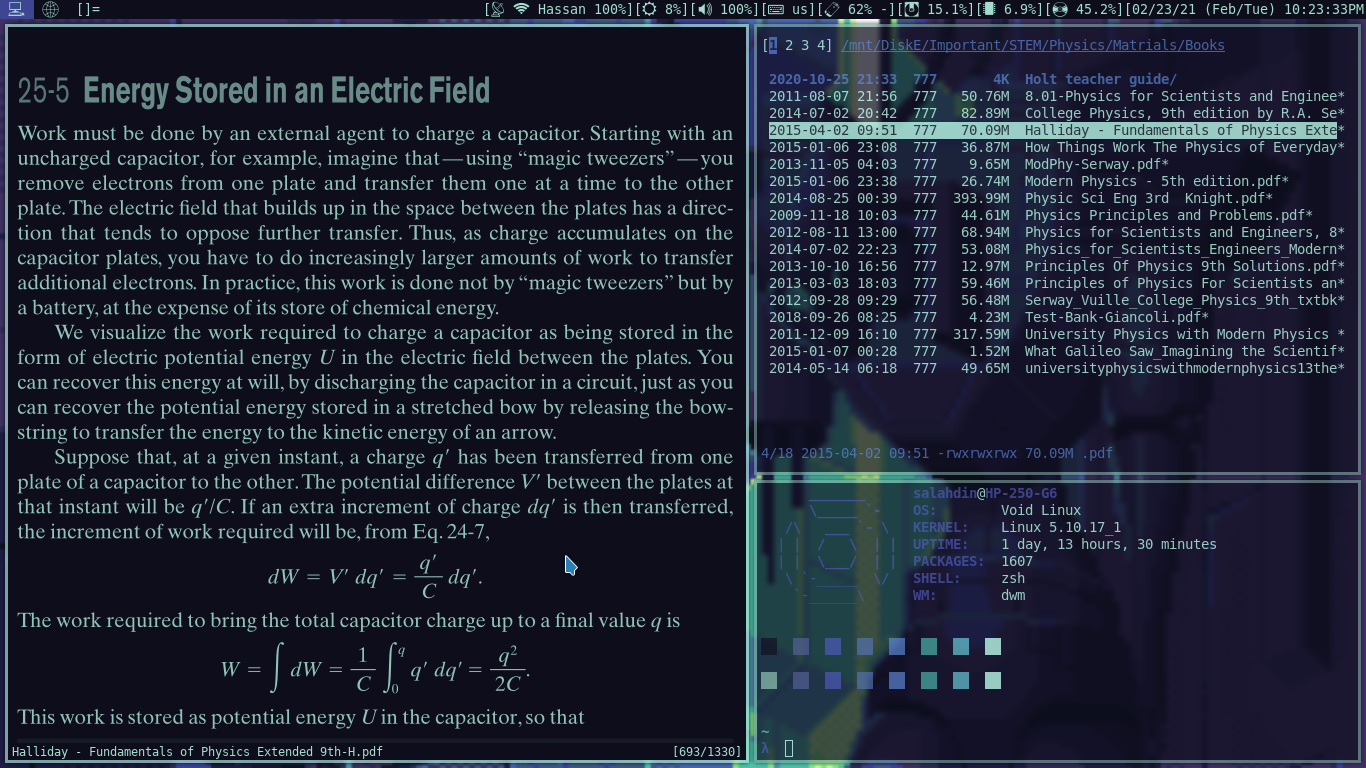 []=
[ Hassan 100%][ 8%][ 100%][ us][ 62% -][ 15.1%][ 6.9%][ 45.2%][02/23/21 (Feb/Tue) 10:23:33PM
25-5 Energy Stored in an Electric Field
Work must be done by an external agent to charge a capacitor. Starting with an
uncharged capacitor, for example, imagine that—using “magic tweezers”—you
remove electrons from one plate and transfer them one at a time to the other
plate. The electric field that builds up in the space between the plates has a direc-
tion that tends to oppose further transfer. Thus, as charge accumulates on the
capacitor plates, you have to do increasingly larger amounts of work to transfer
additional electrons. In practice, this work is done not by “magic tweezers” but by
a battery, at the expense of its store of chemical energy.
We visualize the work required to charge a capacitor as being stored in the
form of electric potential energy U in the electric field between the plates. You
can recover this energy at will, by discharging the capacitor in a circuit, just as you
can recover the potential energy stored in a stretched bow by releasing the bow-
string to transfer the energy to the kinetic energy of an arrow.
Suppose that, at a given instant, a charge q′ has been transferred from one
plate of a capacitor to the other. The potential difference V′ between the plates at
that instant will be q′/C. If an extra increment of charge dq′ is then transferred,
the increment of work required will be, from Eq. 24-7,
dW = V′ dq′ = q′/C dq′.
The work required to bring the total capacitor charge up to a final value q is
W = ∫ dW = 1/C ∫₀^q q′ dq′ = q²/2C.
This work is stored as potential energy U in the capacitor, so that
Halliday - Fundamentals of Physics Extended 9th-H.pdf [693/1330]
[1 2 3 4] /mnt/DiskE/Important/STEM/Physics/Matrials/Books
2020-10-25 21:33 777 4K Holt teacher guide/
2011-08-07 21:56 777 50.76M 8.01-Physics for Scientists and Enginee*
2014-07-02 20:42 777 82.89M College Physics, 9th edition by R.A. Se*
2015-04-02 09:51 777 70.09M Halliday - Fundamentals of Physics Exte*
2015-01-06 23:08 777 36.87M How Things Work The Physics of Everyday*
2013-11-05 04:03 777 9.65M ModPhy-Serway.pdf*
2015-01-06 23:38 777 26.74M Modern Physics - 5th edition.pdf*
2014-08-25 00:39 777 393.99M Physic Sci Eng 3rd  Knight.pdf*
2009-11-18 10:03 777 44.61M Physics Principles and Problems.pdf*
2012-08-11 13:00 777 68.94M Physics for Scientists and Engineers, 8*
2014-07-02 22:23 777 53.08M Physics_for_Scientists_Engineers_Modern*
2013-10-10 16:56 777 12.97M Principles Of Physics 9th Solutions.pdf*
2013-03-03 18:03 777 59.46M Principles of Physics For Scientists an*
2012-09-28 09:29 777 56.48M Serway_Vuille_College_Physics_9th_txtbk*
2018-09-26 08:25 777 4.23M Test-Bank-Giancoli.pdf*
2011-12-09 16:10 777 317.59M University Physics with Modern Physics *
2015-01-07 00:28 777 1.52M What Galileo Saw_Imagining the Scientif*
2014-05-14 06:18 777 49.65M universityphysicswithmodernphysics13the*
4/18 2015-04-02 09:51 -rwxrwxrwx 70.09M .pdf
salahdin@HP-250-G6
OS: Void Linux
KERNEL: Linux 5.10.17_1
UPTIME: 1 day, 13 hours, 30 minutes
PACKAGES: 1607
SHELL: zsh
WM: dwm
~
λ